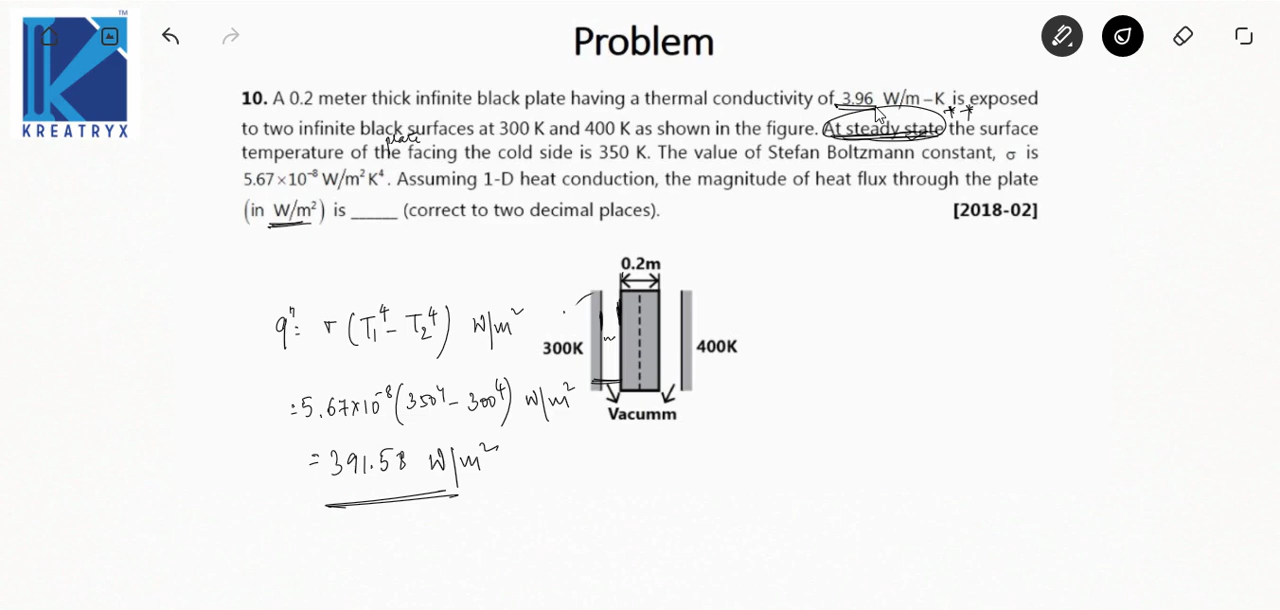 TM
KREATRYX
Problem
10. A 0.2 meter thick infinite black plate having a thermal conductivity of 3.96 W/m–K is exposed
to two infinite black surfaces at 300 K and 400 K as shown in the figure. At steady state the surface
plate
temperature of the facing the cold side is 350 K. The value of Stefan Boltzmann constant, σ is
5.67×10⁻⁸ W/m² K⁴. Assuming 1-D heat conduction, the magnitude of heat flux through the plate
(in W/m²) is _____ (correct to two decimal places). [2018-02]
0.2m
q" = σ (T₁⁴ - T₂⁴) W/m²
300K 400K
= 5.67×10⁻⁸ (350⁴ - 300⁴) W/m²
Vacumm
= 391.58 W/m²